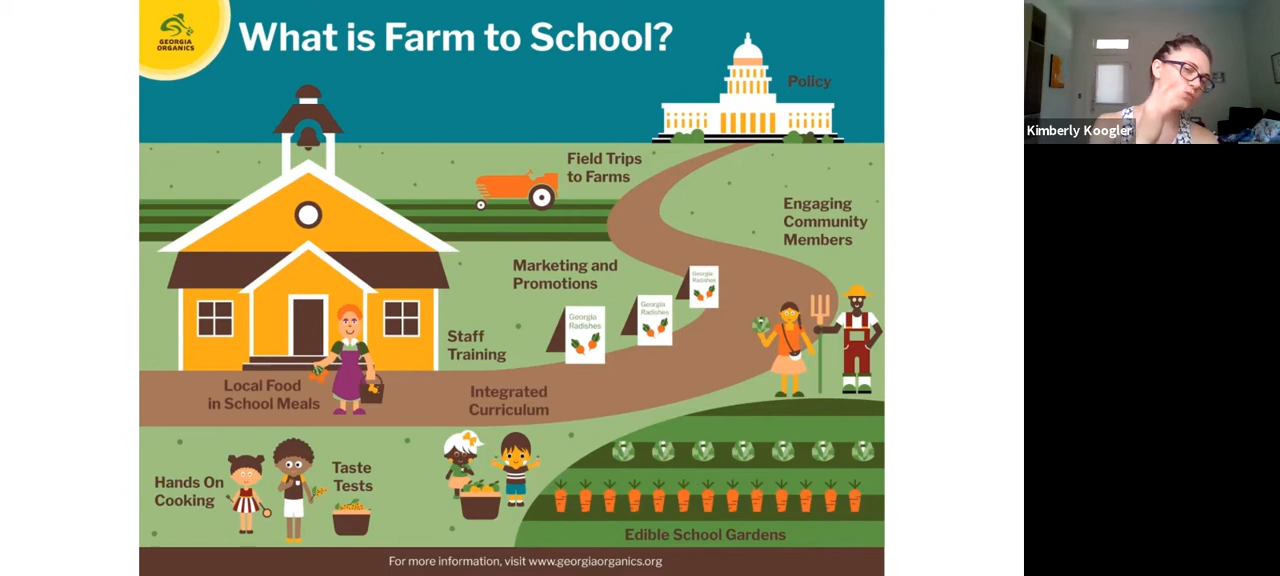 GEORGIA
ORGANICS
What is Farm to School?
Policy
Field Trips
to Farms
Engaging
Community
Members
Marketing and
Promotions
Georgia
Radishes
Georgia
Radishes
Georgia
Radishes
Staff
Training
Local Food
in School Meals
Integrated
Curriculum
Hands On
Cooking
Taste
Tests
Edible School Gardens
For more information, visit www.georgiaorganics.org
Kimberly Koogler